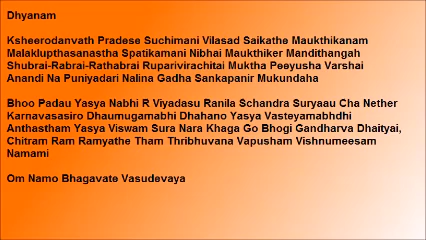 Dhyanam
Ksheerodanvath Pradese Suchimani Vilasad Saikathe Maukthikanam
Malaklupthasanastha Spatikamani Nibhai Maukthiker Mandithangah
Shubrai-Rabrai-Rathabrai Ruparivirachitai Muktha Peeyusha Varshai
Anandi Na Puniyadari Nalina Gadha Sankapanir Mukundaha
Bhoo Padau Yasya Nabhi R Viyadasu Ranila Schandra Suryaau Cha Nether
Karnavasasiro Dhaumugamabhi Dhahano Yasya Vasteyamabhdhi
Anthastham Yasya Viswam Sura Nara Khaga Go Bhogi Gandharva Dhaityai,
Chitram Ram Ramyathe Tham Thribhuvana Vapusham Vishnumeesam
Namami
Om Namo Bhagavate Vasudevaya